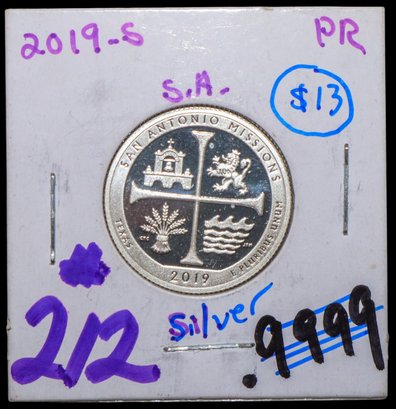 2019-S PR
S.A.
$13
SAN ANTONIO MISSIONS
TEXAS 2019 E PLURIBUS UNUM
212
Silver
.9999